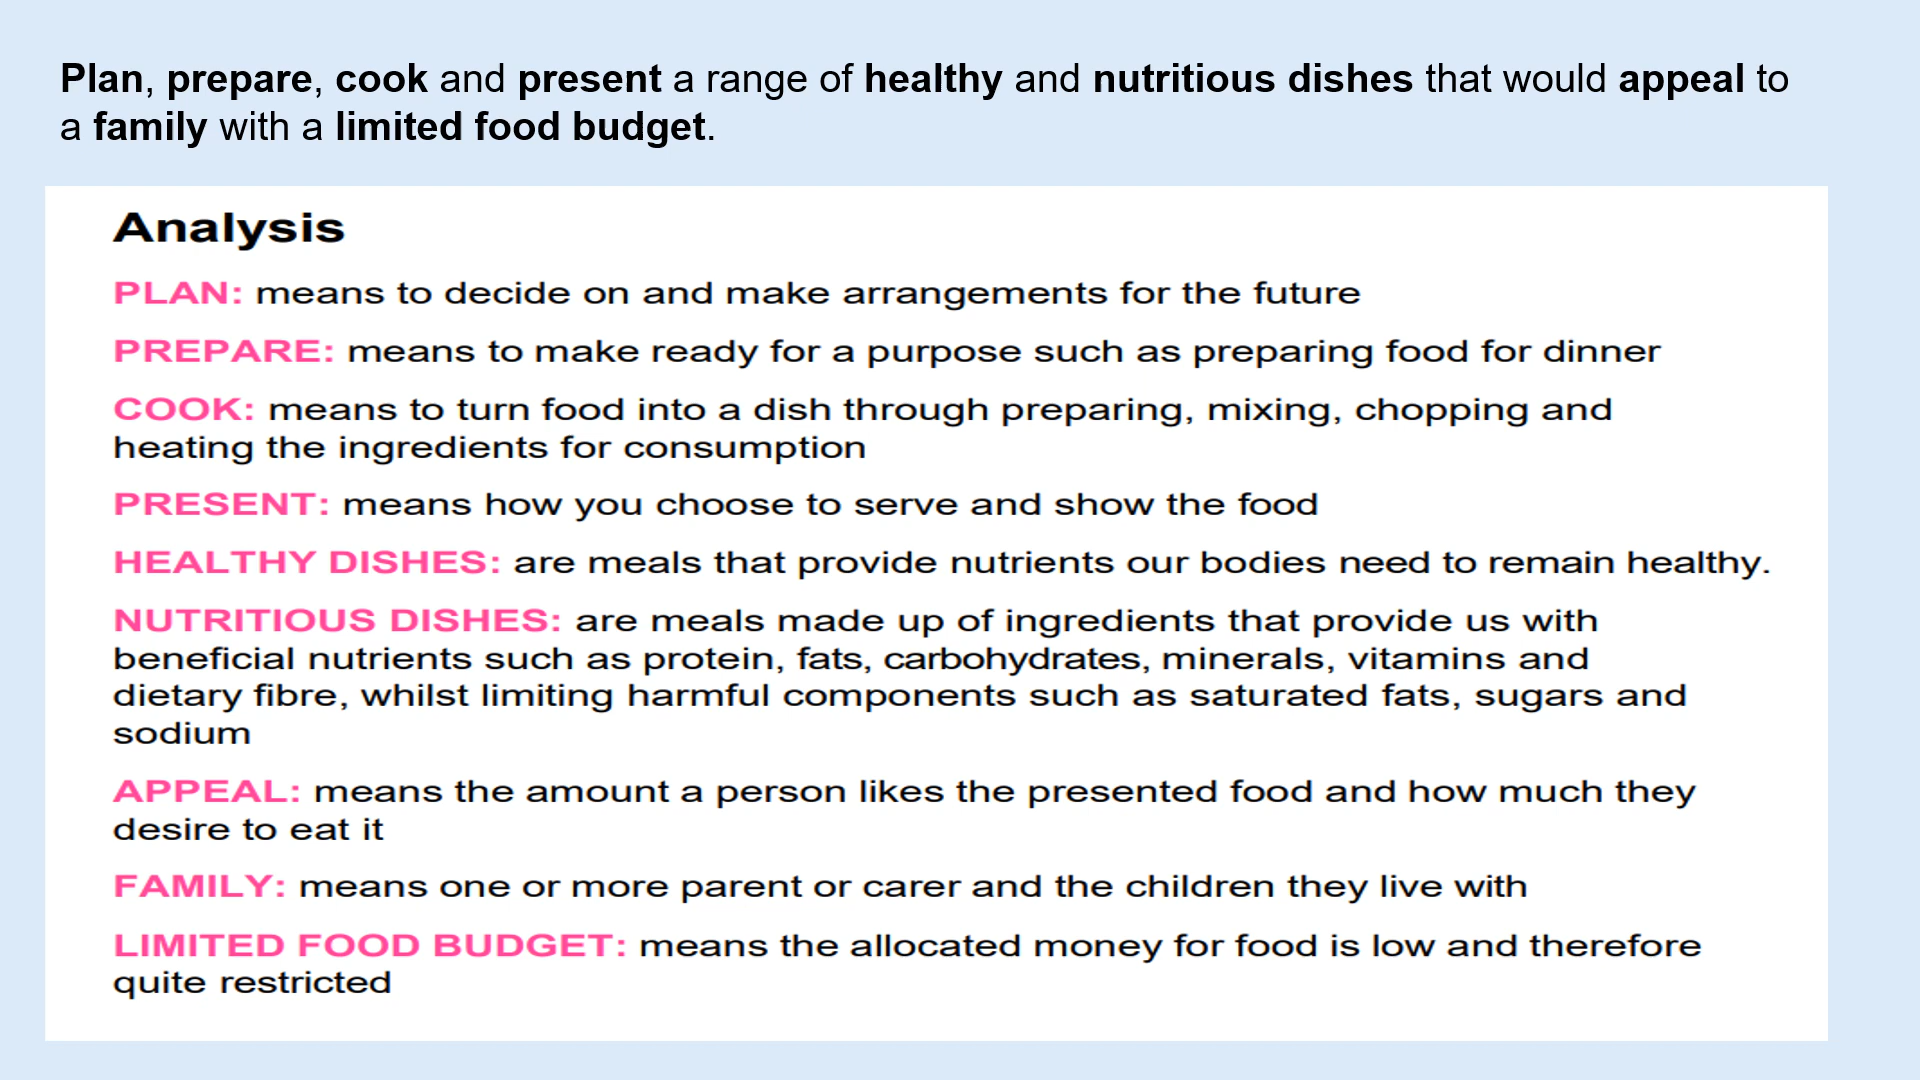 Plan, prepare, cook and present a range of healthy and nutritious dishes that would appeal to
a family with a limited food budget.
Analysis
PLAN: means to decide on and make arrangements for the future
PREPARE: means to make ready for a purpose such as preparing food for dinner
COOK: means to turn food into a dish through preparing, mixing, chopping and
heating the ingredients for consumption
PRESENT: means how you choose to serve and show the food
HEALTHY DISHES: are meals that provide nutrients our bodies need to remain healthy.
NUTRITIOUS DISHES: are meals made up of ingredients that provide us with
beneficial nutrients such as protein, fats, carbohydrates, minerals, vitamins and
dietary fibre, whilst limiting harmful components such as saturated fats, sugars and
sodium
APPEAL: means the amount a person likes the presented food and how much they
desire to eat it
FAMILY: means one or more parent or carer and the children they live with
LIMITED FOOD BUDGET: means the allocated money for food is low and therefore
quite restricted